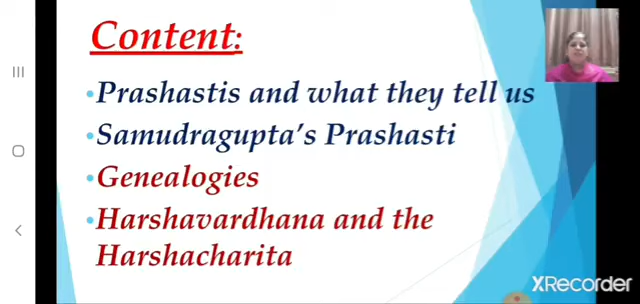 Content:
• Prashastis and what they tell us
• Samudragupta's Prashasti
• Genealogies
• Harshavardhana and the
Harshacharita
XRecorder